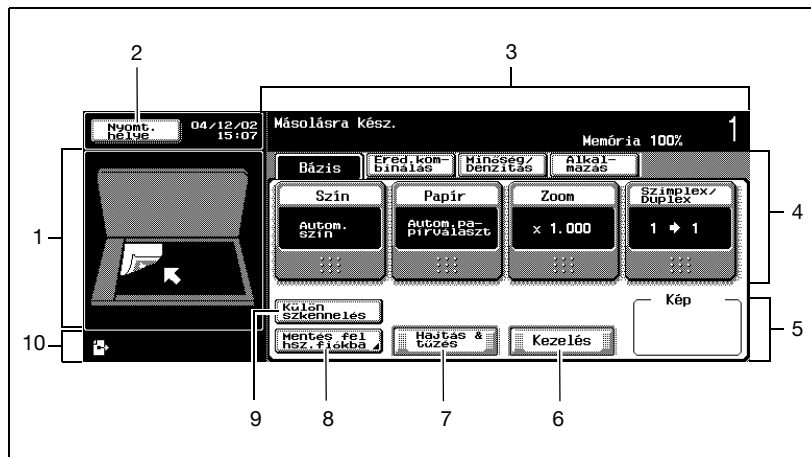 2
3
Nyomt.
helye
04/12/02
15:07
Másolásra kész.
Memória 100%
1
Bázis
Ered.kom-
binálás
Minőség/
Denzitás
Alkal-
mazás
Szín
Papír
Zoom
Szimplex/
Duplex
Autom.
szín
Autom.pa-
pírválaszt
× 1.000
1 ➔ 1
1
4
Külön
szkennelés
Kép
Mentés fel
hsz.fiókba
Hajtás &
tűzés
Kezelés
5
10
9
8
7
6